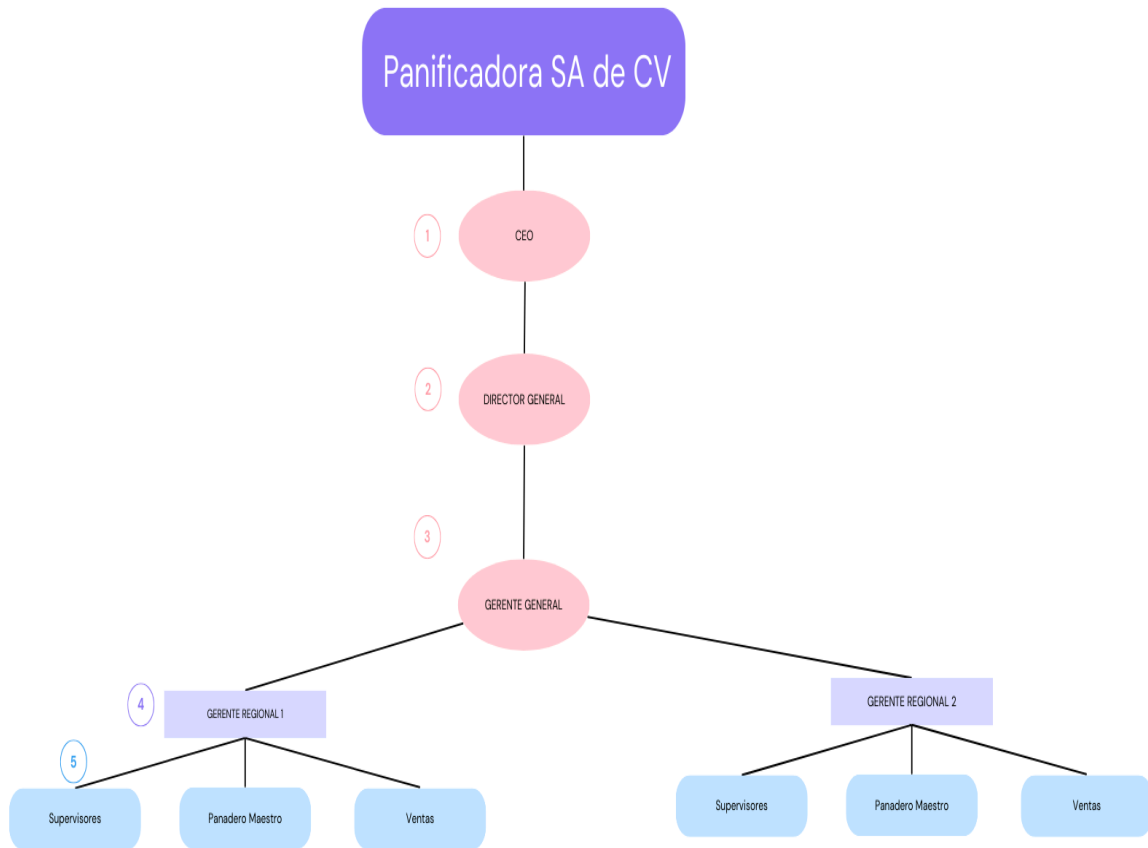 Panificadora SA de CV
1
CEO
2
DIRECTOR GENERAL
3
GERENTE GENERAL
4
GERENTE REGIONAL 1
GERENTE REGIONAL 2
5
Supervisores
Panadero Maestro
Ventas
Supervisores
Panadero Maestro
Ventas